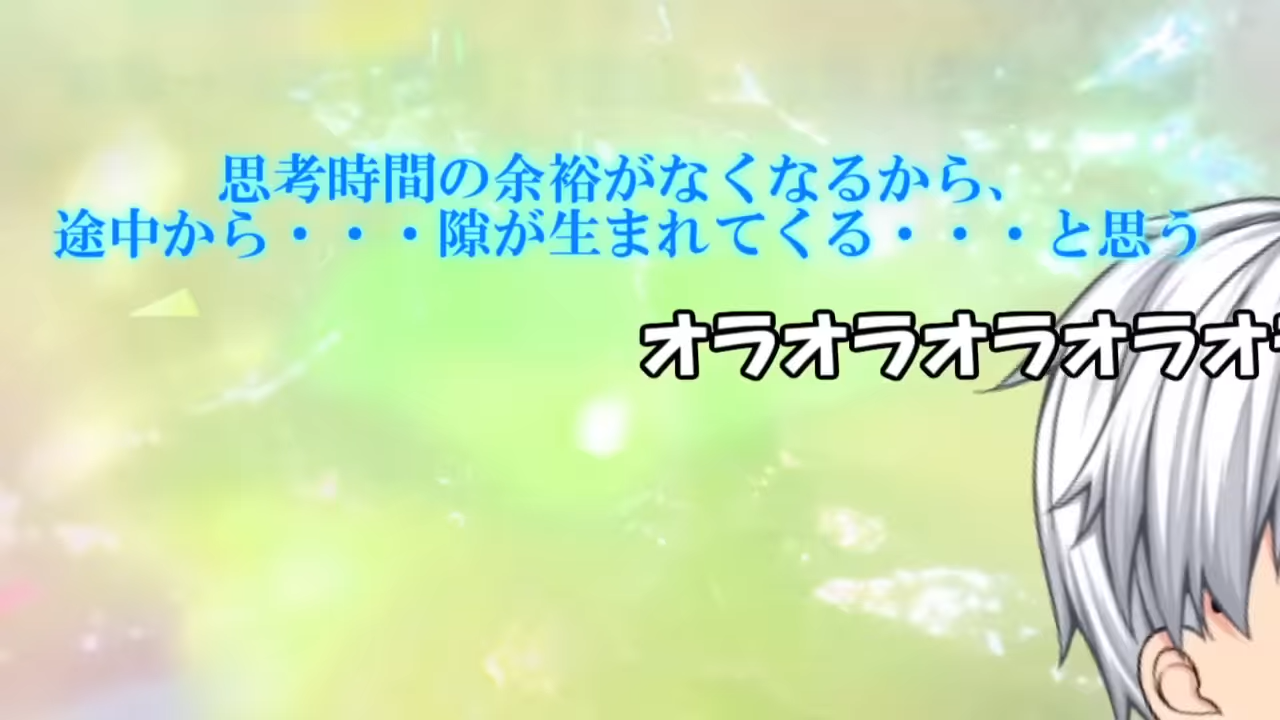 思考時間の余裕がなくなるから、
途中から・・・隙が生まれてくる・・・と思う
オラオラオラオラオ